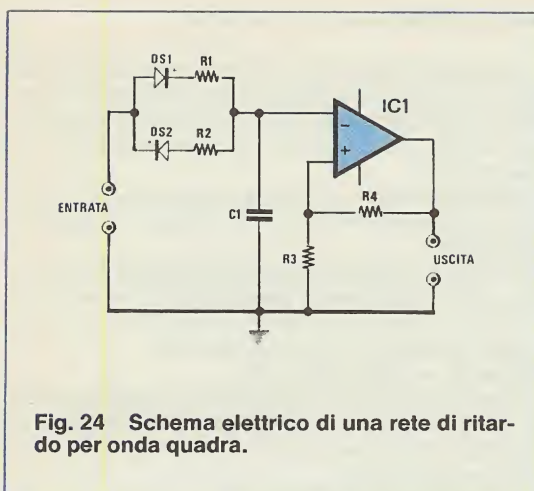 DS1 R1
DS2 R2
IC1
−
+
ENTRATA
C1
R4
R3
USCITA
Fig. 24 Schema elettrico di una rete di ritar-
do per onda quadra.